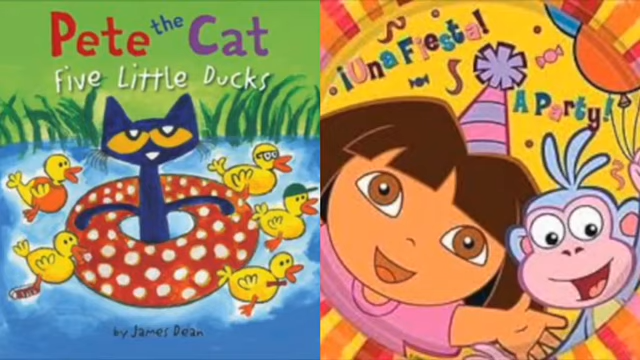 Pete the Cat
Five Little Ducks
by James Dean
¡Una Fiesta!
A Party!